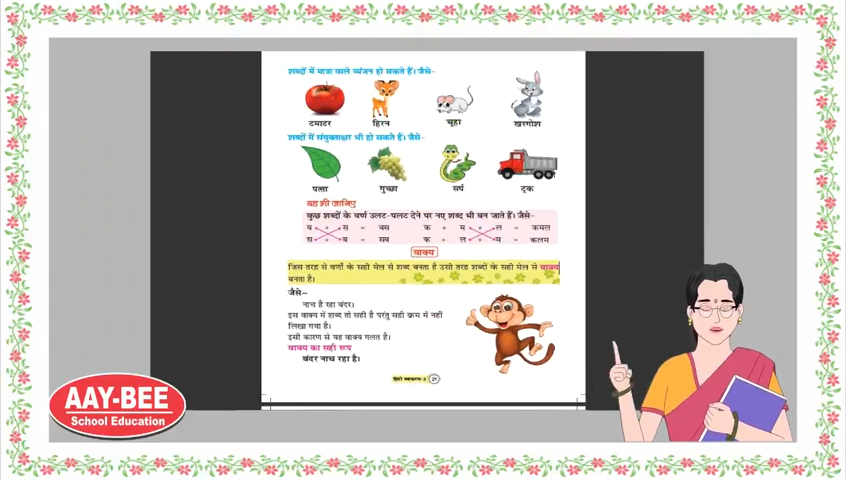 शब्दों में मात्रा वाले व्यंजन हो सकते हैं। जैसे–
टमाटर हिरन चूहा खरगोश
शब्दों में संयुक्ताक्षर भी हो सकते हैं। जैसे–
पत्ता गुच्छा सर्प ट्रक
यह भी जानिए
कुछ शब्दों के वर्ण उलट-पलट देने पर नए शब्द भी बन जाते हैं। जैसे–
ब + स = बस क + म + ल = कमल
स + ब = सब क + ल + म = कलम
वाक्य
जिस तरह से वर्णों के सही मेल से शब्द बनता है उसी तरह शब्दों के सही मेल से वाक्य
बनता है।
जैसे–
नाच है रहा बंदर।
इस वाक्य में शब्द तो सही है परंतु सही क्रम में नहीं
लिखा गया है।
इसी कारण से यह वाक्य गलत है।
वाक्य का सही रूप
बंदर नाच रहा है।
हिन्दी व्याकरण-3 21
AAY-BEE
School Education